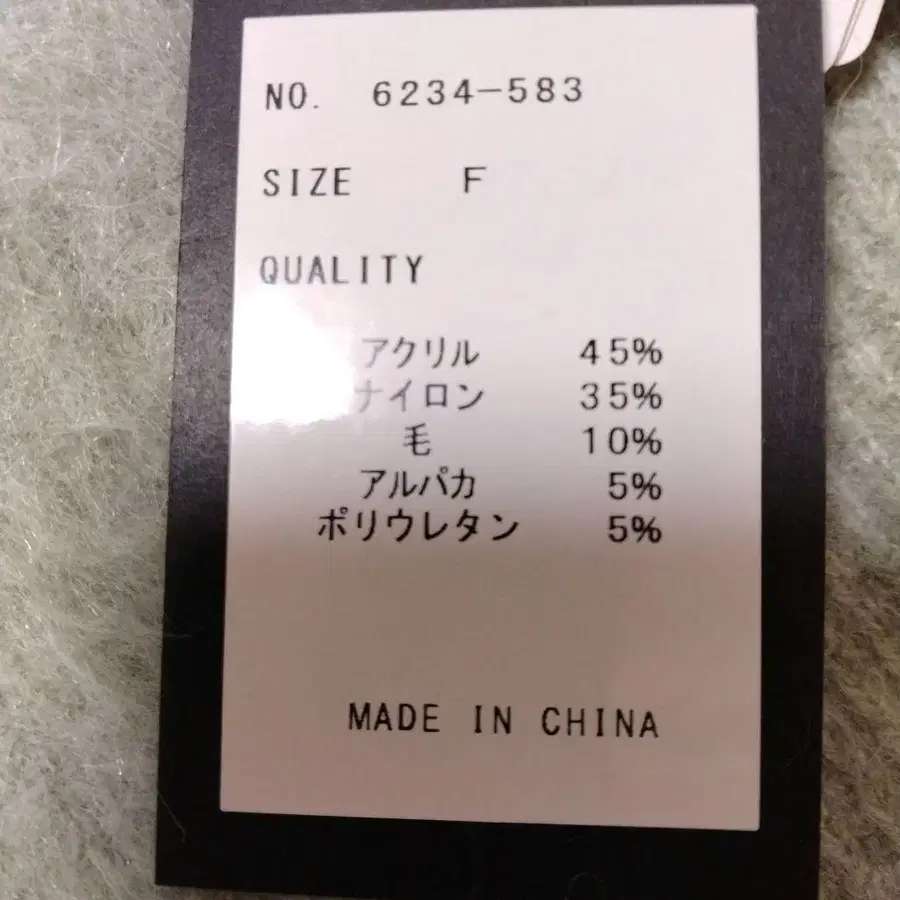 NO. 6234-583
SIZE F
QUALITY
アクリル 45%
ナイロン 35%
毛 10%
アルパカ 5%
ポリウレタン 5%
MADE IN CHINA